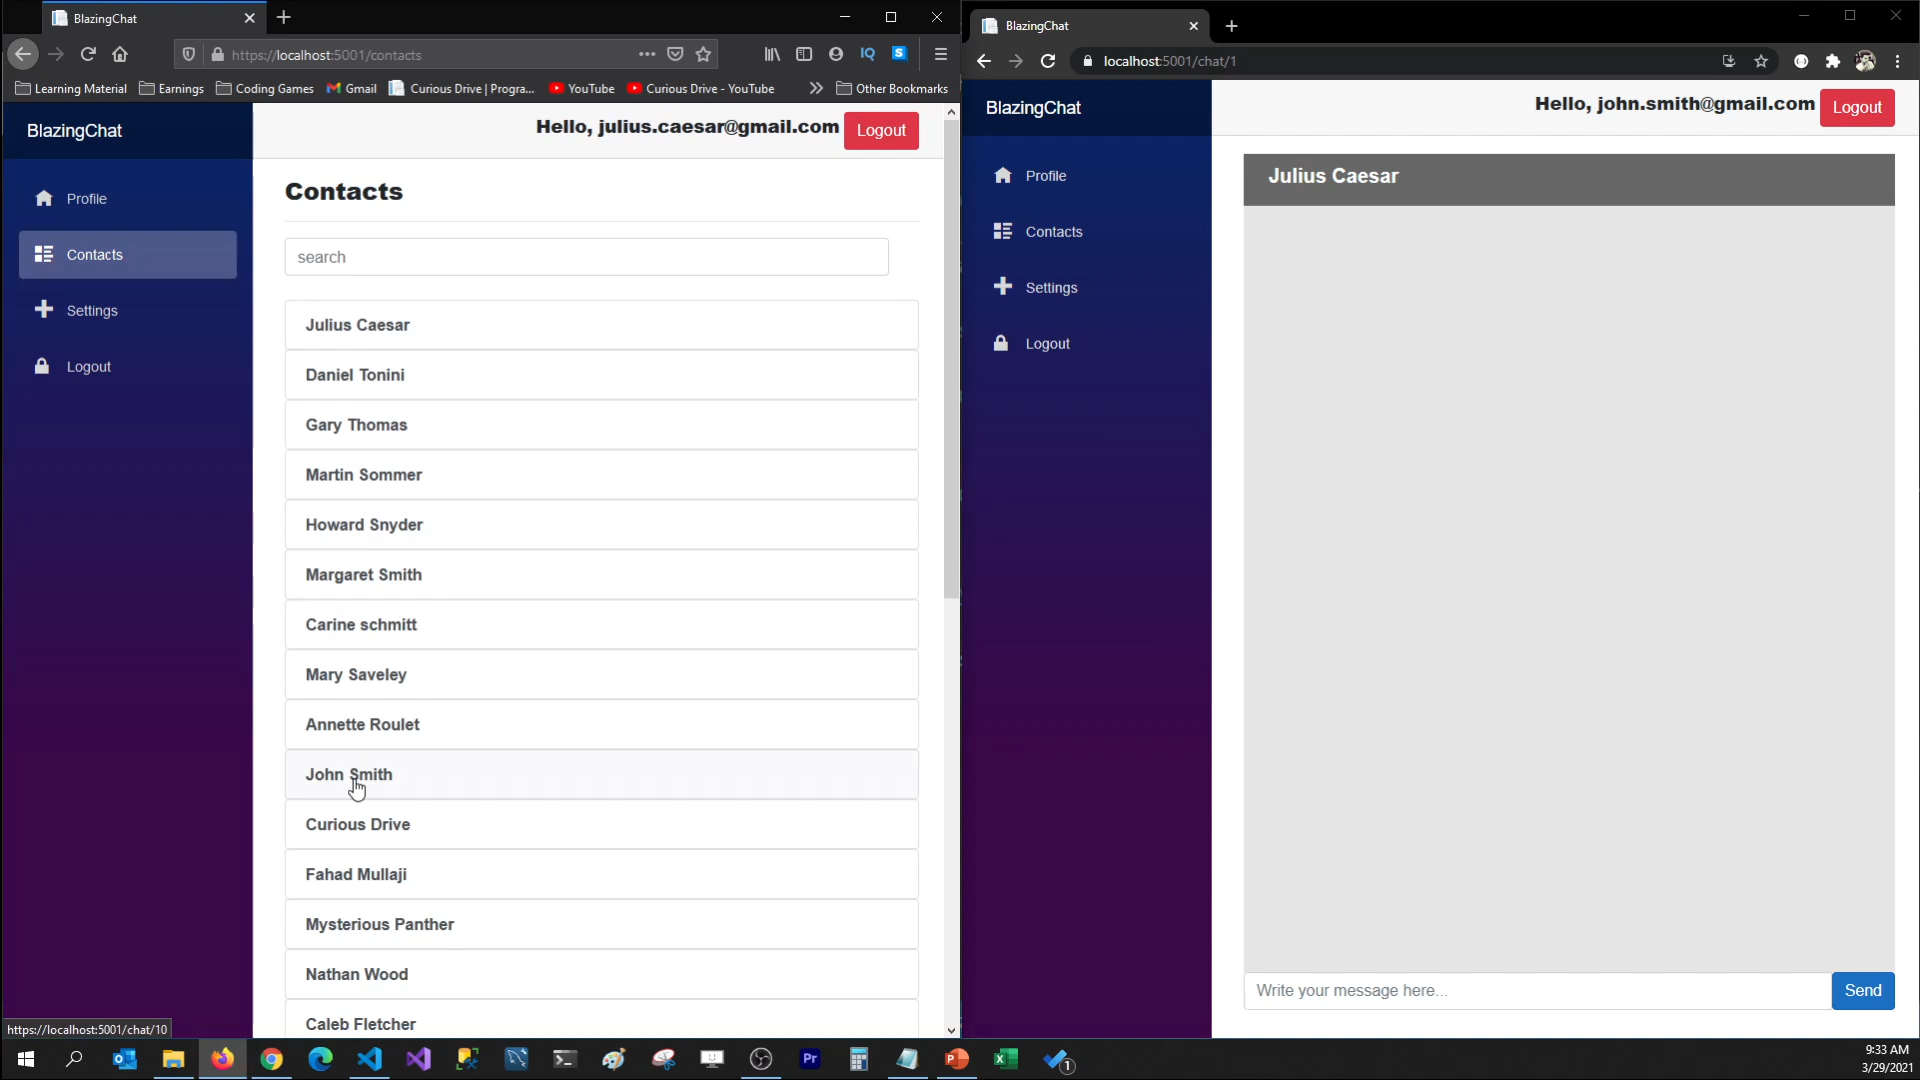 BlazingChat
https://localhost:5001/contacts
Learning Material
Earnings
Coding Games
Gmail
Curious Drive | Progra...
YouTube
Curious Drive - YouTube
Other Bookmarks
BlazingChat
Hello, julius.caesar@gmail.com
Logout
Profile
Contacts
Settings
Logout
Contacts
search
Julius Caesar
Daniel Tonini
Gary Thomas
Martin Sommer
Howard Snyder
Margaret Smith
Carine schmitt
Mary Saveley
Annette Roulet
John Smith
Curious Drive
Fahad Mullaji
Mysterious Panther
Nathan Wood
Caleb Fletcher
https://localhost:5001/chat/10
BlazingChat
localhost:5001/chat/1
BlazingChat
Hello, john.smith@gmail.com
Logout
Profile
Contacts
Settings
Logout
Julius Caesar
Write your message here...
Send
9:33 AM
3/29/2021